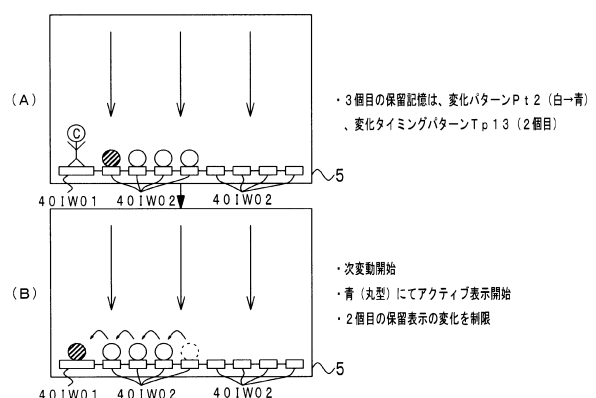 (A)
C
・3個目の保留記憶は、変化パターンPt2(白→青)
、変化タイミングパターンTp13(2個目)
5
40IW01 40IW02 40IW02
(B)
・次変動開始
・青(丸型)にてアクティブ表示開始
・2個目の保留表示の変化を制限
5
40IW01 40IW02 40IW02